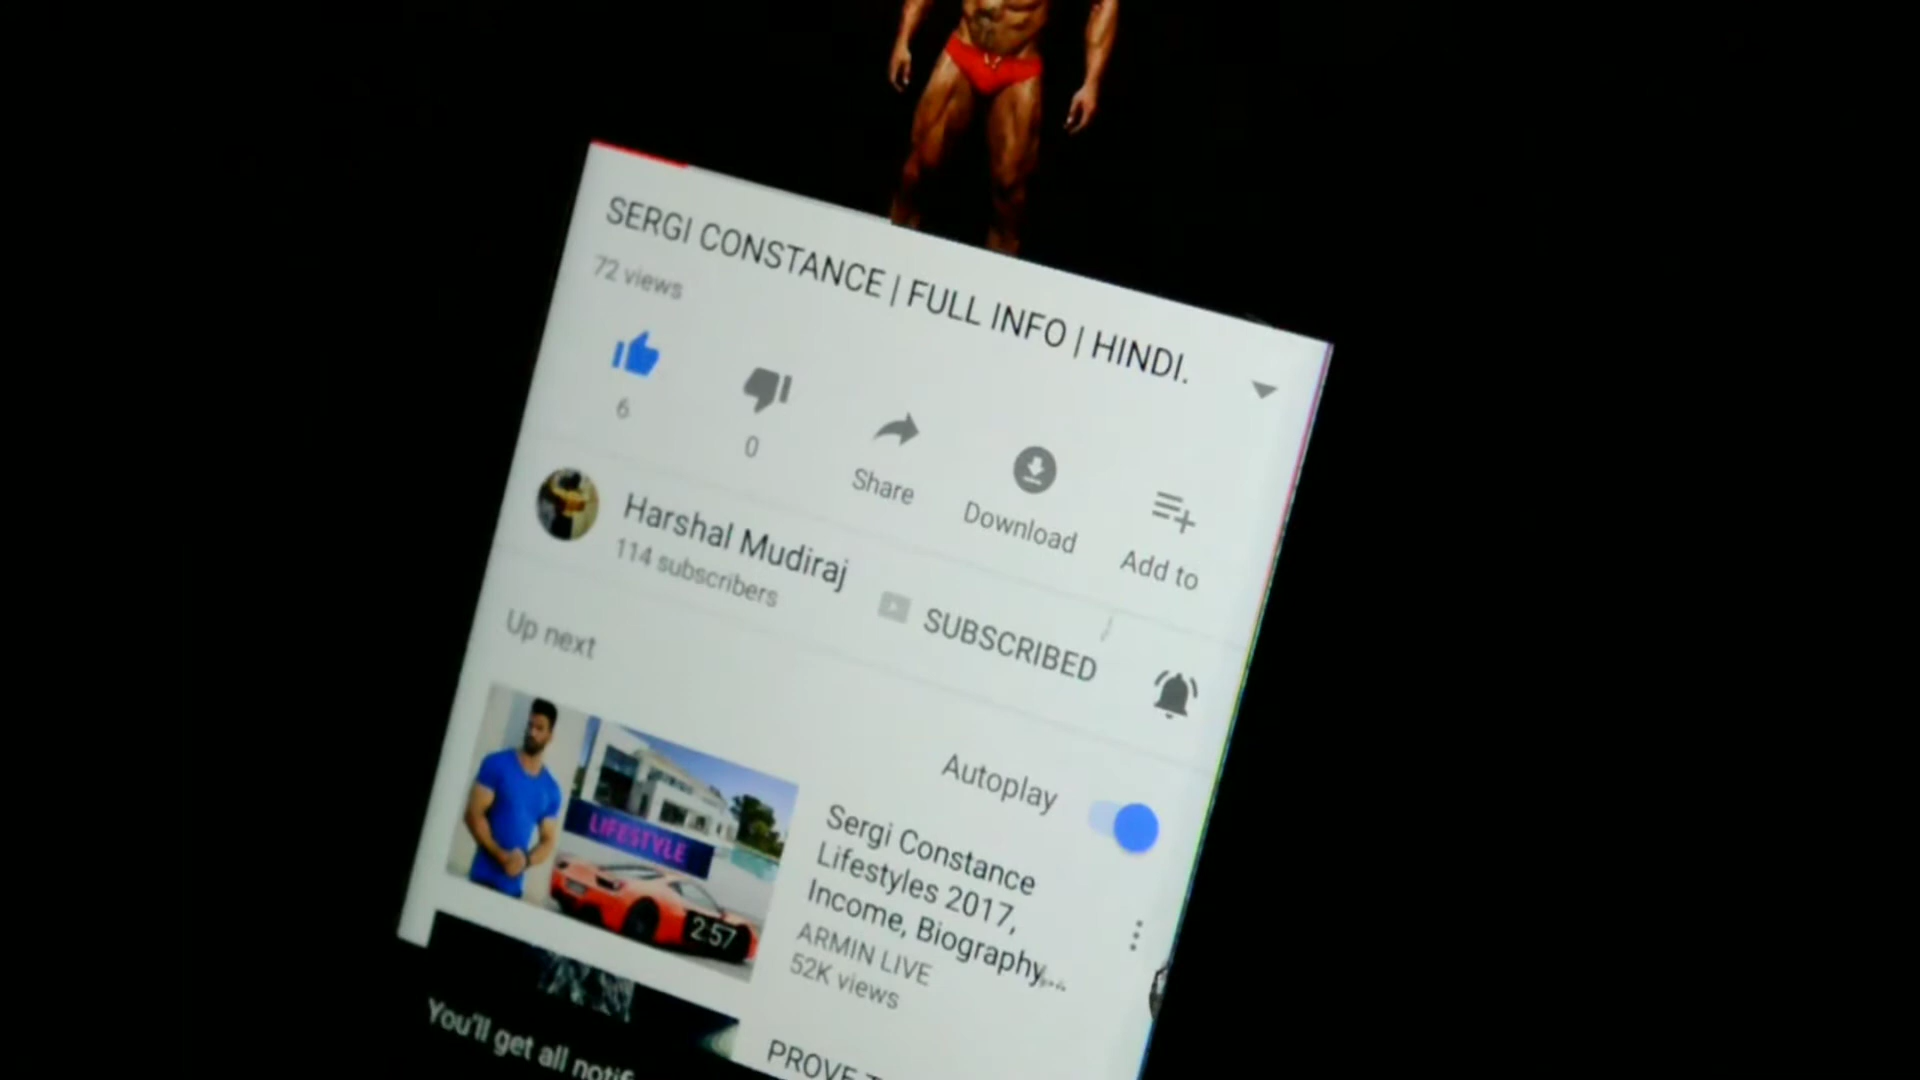 SERGI CONSTANCE | FULL INFO | HINDI.
72 views
6
0
Share
Download
Add to
Harshal Mudiraj
114 subscribers
SUBSCRIBED
Up next
Autoplay
LIFESTYLE
2:57
Sergi Constance
Lifestyles 2017,
Income, Biography...
ARMIN LIVE
52K views
You'll get all
PROVE